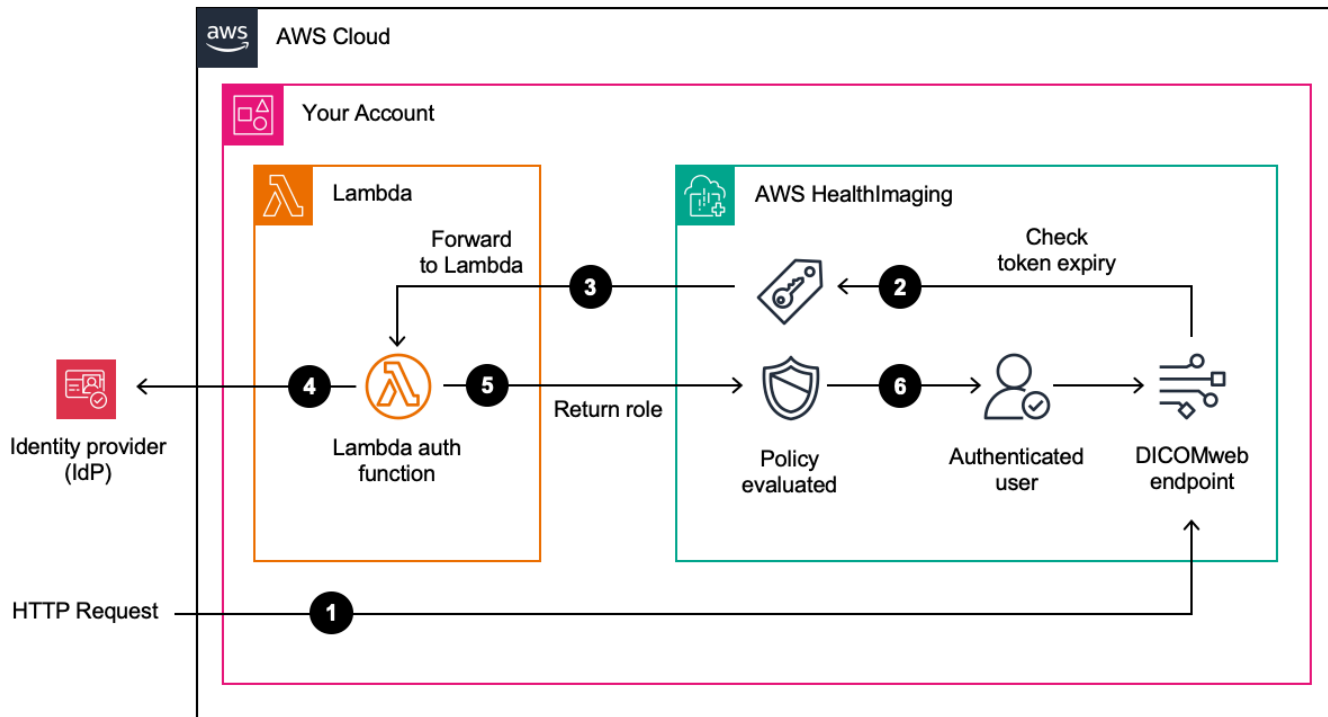 aws
AWS Cloud
Your Account
Lambda
AWS HealthImaging
Forward
to Lambda
Check
token expiry
3
2
4
5
6
Return role
Identity provider
(IdP)
Lambda auth
function
Policy
evaluated
Authenticated
user
DICOMweb
endpoint
HTTP Request
1